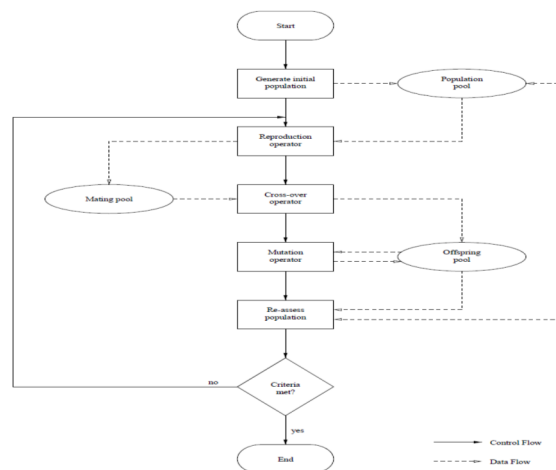 Start
Generate initial
population
Population
pool
Reproduction
operator
Mating pool
Cross-over
operator
Mutation
operator
Offspring
pool
Re-assess
population
no
Criteria
met?
yes
End
Control Flow
Data Flow